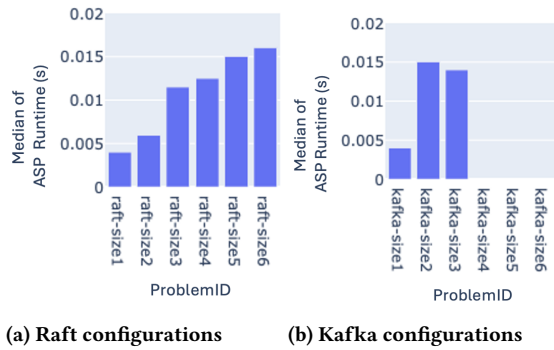 0.02
0.015
0.01
0.005
0
Median of
ASP Runtime (s)
raft-size1
raft-size2
raft-size3
raft-size4
raft-size5
raft-size6
ProblemID
(a) Raft configurations
0.02
0.015
0.01
0.005
0
Median of
ASP Runtime (s)
kafka-size1
kafka-size2
kafka-size3
kafka-size4
kafka-size5
kafka-size6
ProblemID
(b) Kafka configurations